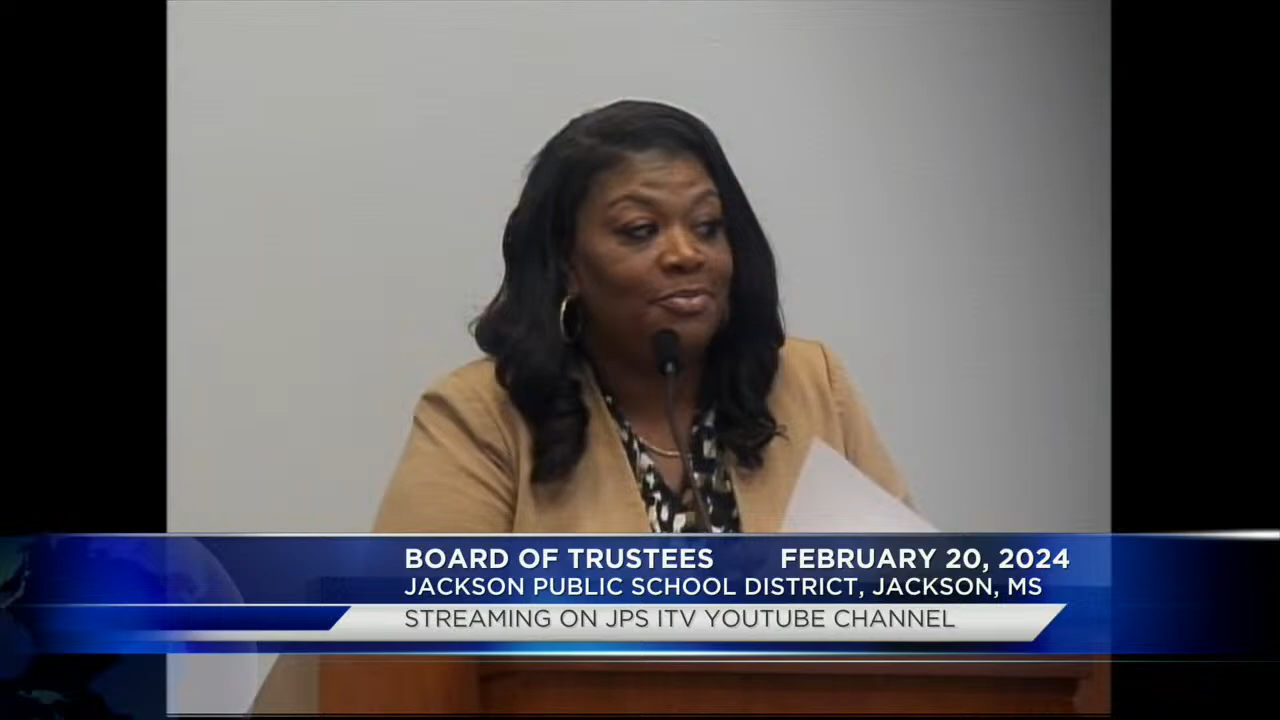 BOARD OF TRUSTEES FEBRUARY 20, 2024
JACKSON PUBLIC SCHOOL DISTRICT, JACKSON, MS
STREAMING ON JPS ITV YOUTUBE CHANNEL